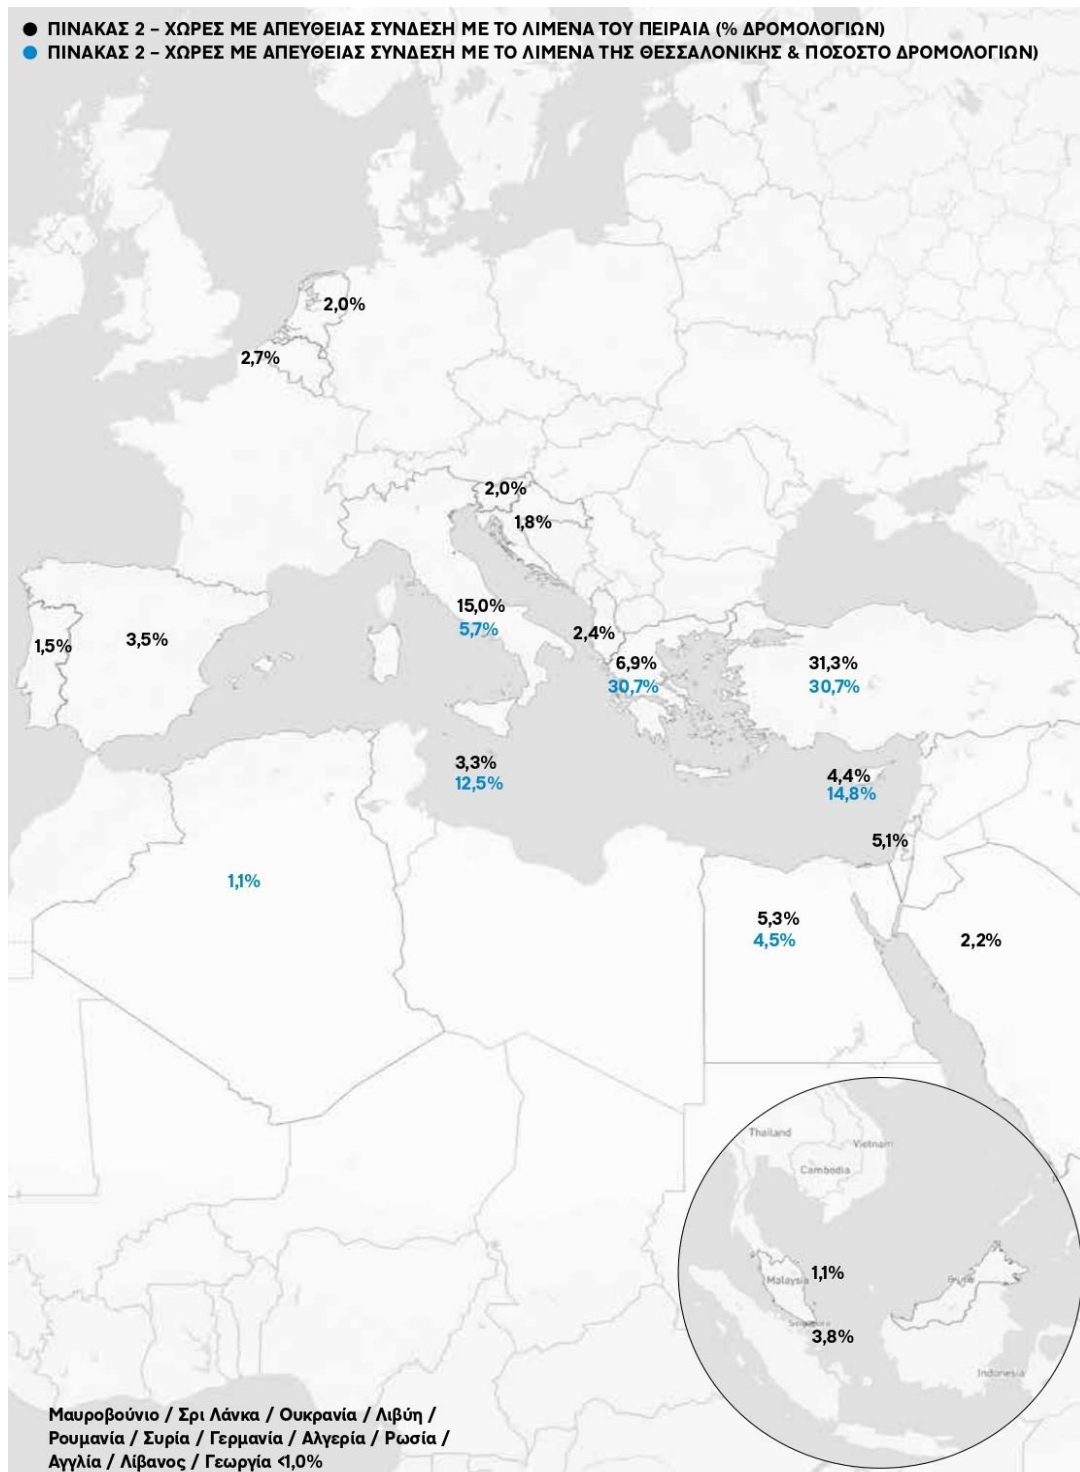 ● ΠΙΝΑΚΑΣ 2 – ΧΩΡΕΣ ΜΕ ΑΠΕΥΘΕΙΑΣ ΣΥΝΔΕΣΗ ΜΕ ΤΟ ΛΙΜΕΝΑ ΤΟΥ ΠΕΙΡΑΙΑ (% ΔΡΟΜΟΛΟΓΙΩΝ)
● ΠΙΝΑΚΑΣ 2 – ΧΩΡΕΣ ΜΕ ΑΠΕΥΘΕΙΑΣ ΣΥΝΔΕΣΗ ΜΕ ΤΟ ΛΙΜΕΝΑ ΤΗΣ ΘΕΣΣΑΛΟΝΙΚΗΣ & ΠΟΣΟΣΤΟ ΔΡΟΜΟΛΟΓΙΩΝ)
2,0%
2,7%
2,0%
1,8%
15,0%
5,7%
2,4%
1,5%
3,5%
6,9%
30,7%
31,3%
30,7%
3,3%
12,5%
4,4%
14,8%
5,1%
1,1%
5,3%
4,5%
2,2%
Thailand
Vietnam
Cambodia
Malaysia
1,1%
Brunei
Singapore
3,8%
Indonesia
Μαυροβούνιο / Σρι Λάνκα / Ουκρανία / Λιβύη /
Ρουμανία / Συρία / Γερμανία / Αλγερία / Ρωσία /
Αγγλία / Λίβανος / Γεωργία <1,0%